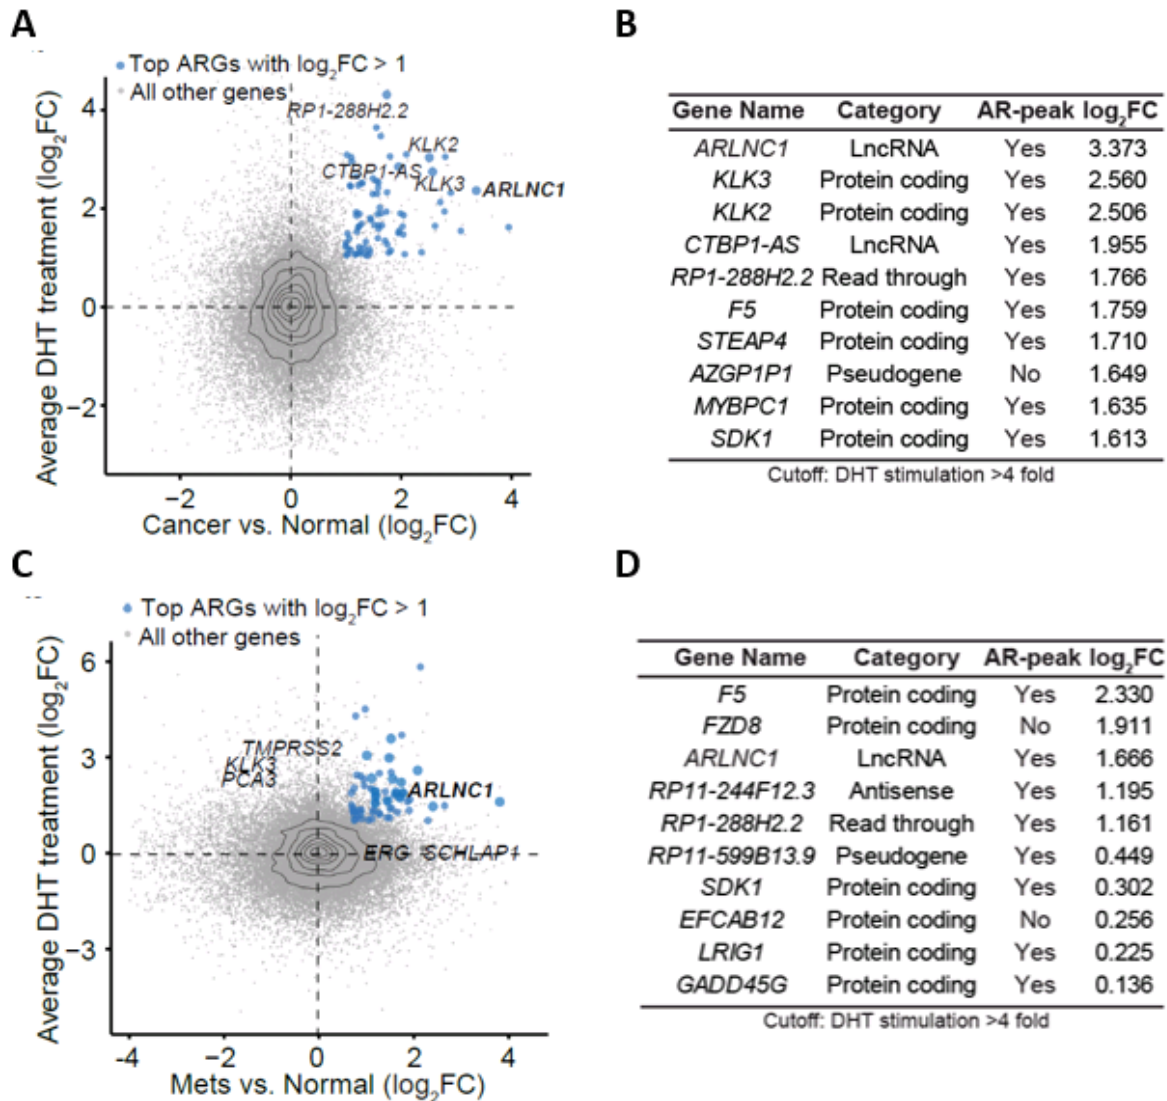 A
Top ARGs with log2FC > 1
All other genes
RP1-288H2.2
KLK2
CTBP1-AS
KLK3
ARLNC1
4
2
0
−2
Average DHT treatment (log2FC)
−2 0 2 4
Cancer vs. Normal (log2FC)
B
Gene Name Category AR-peak log2FC
ARLNC1 LncRNA Yes 3.373
KLK3 Protein coding Yes 2.560
KLK2 Protein coding Yes 2.506
CTBP1-AS LncRNA Yes 1.955
RP1-288H2.2 Read through Yes 1.766
F5 Protein coding Yes 1.759
STEAP4 Protein coding Yes 1.710
AZGP1P1 Pseudogene No 1.649
MYBPC1 Protein coding Yes 1.635
SDK1 Protein coding Yes 1.613
Cutoff: DHT stimulation >4 fold
C
Top ARGs with log2FC > 1
All other genes
TMPRSS2
KLK3
PCA3
ARLNC1
ERG SCHLAP1
6
3
0
−3
Average DHT treatment (log2FC)
-4 −2 0 2 4
Mets vs. Normal (log2FC)
D
Gene Name Category AR-peak log2FC
F5 Protein coding Yes 2.330
FZD8 Protein coding No 1.911
ARLNC1 LncRNA Yes 1.666
RP11-244F12.3 Antisense Yes 1.195
RP1-288H2.2 Read through Yes 1.161
RP11-599B13.9 Pseudogene Yes 0.449
SDK1 Protein coding Yes 0.302
EFCAB12 Protein coding No 0.256
LRIG1 Protein coding Yes 0.225
GADD45G Protein coding Yes 0.136
Cutoff: DHT stimulation >4 fold